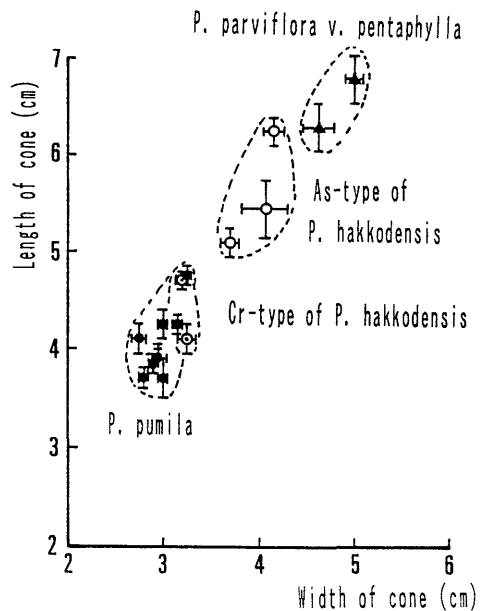 P. parviflora v. pentaphylla
7
6
5
4
3
2
Length of cone (cm)
As-type of
P. hakkodensis
Cr-type of P. hakkodensis
P. pumila
2 3 4 5 6
Width of cone (cm)